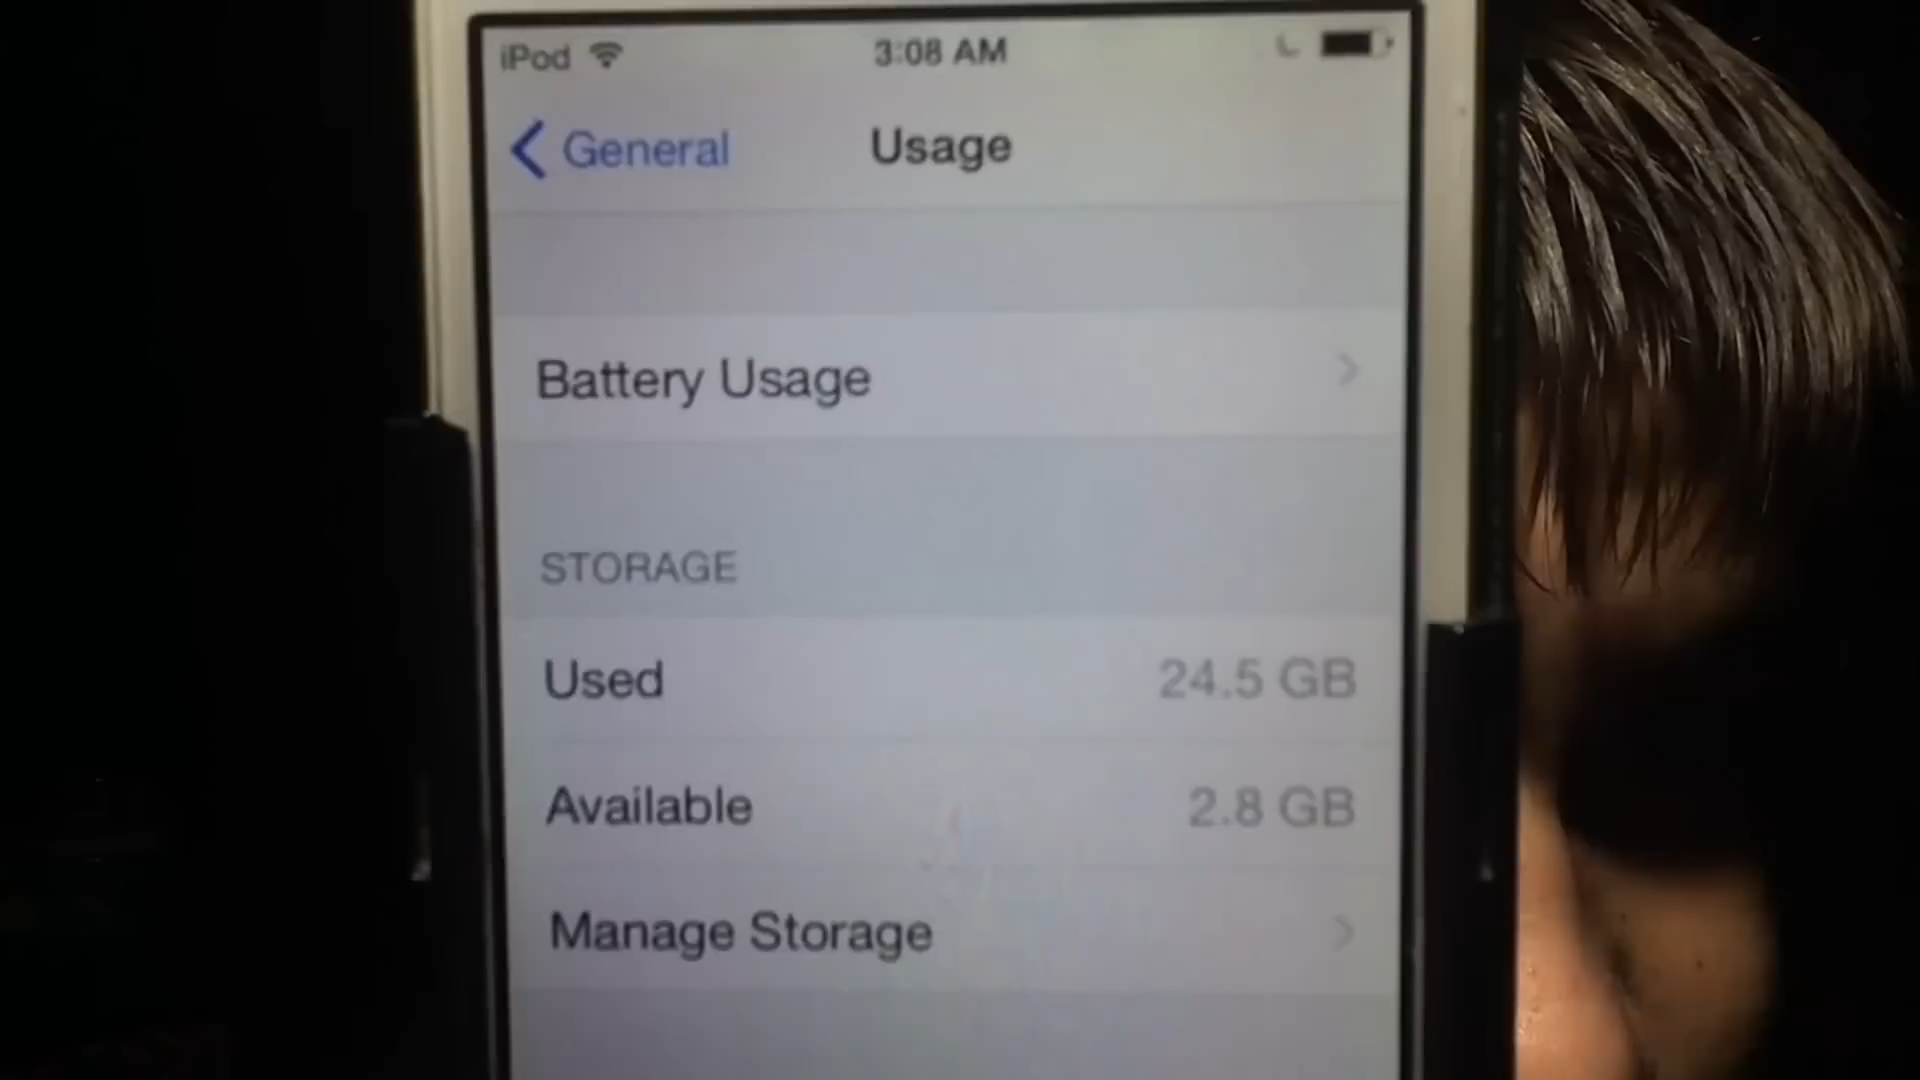 iPod 3:08 AM
General Usage
Battery Usage
STORAGE
Used 24.5 GB
Available 2.8 GB
Manage Storage